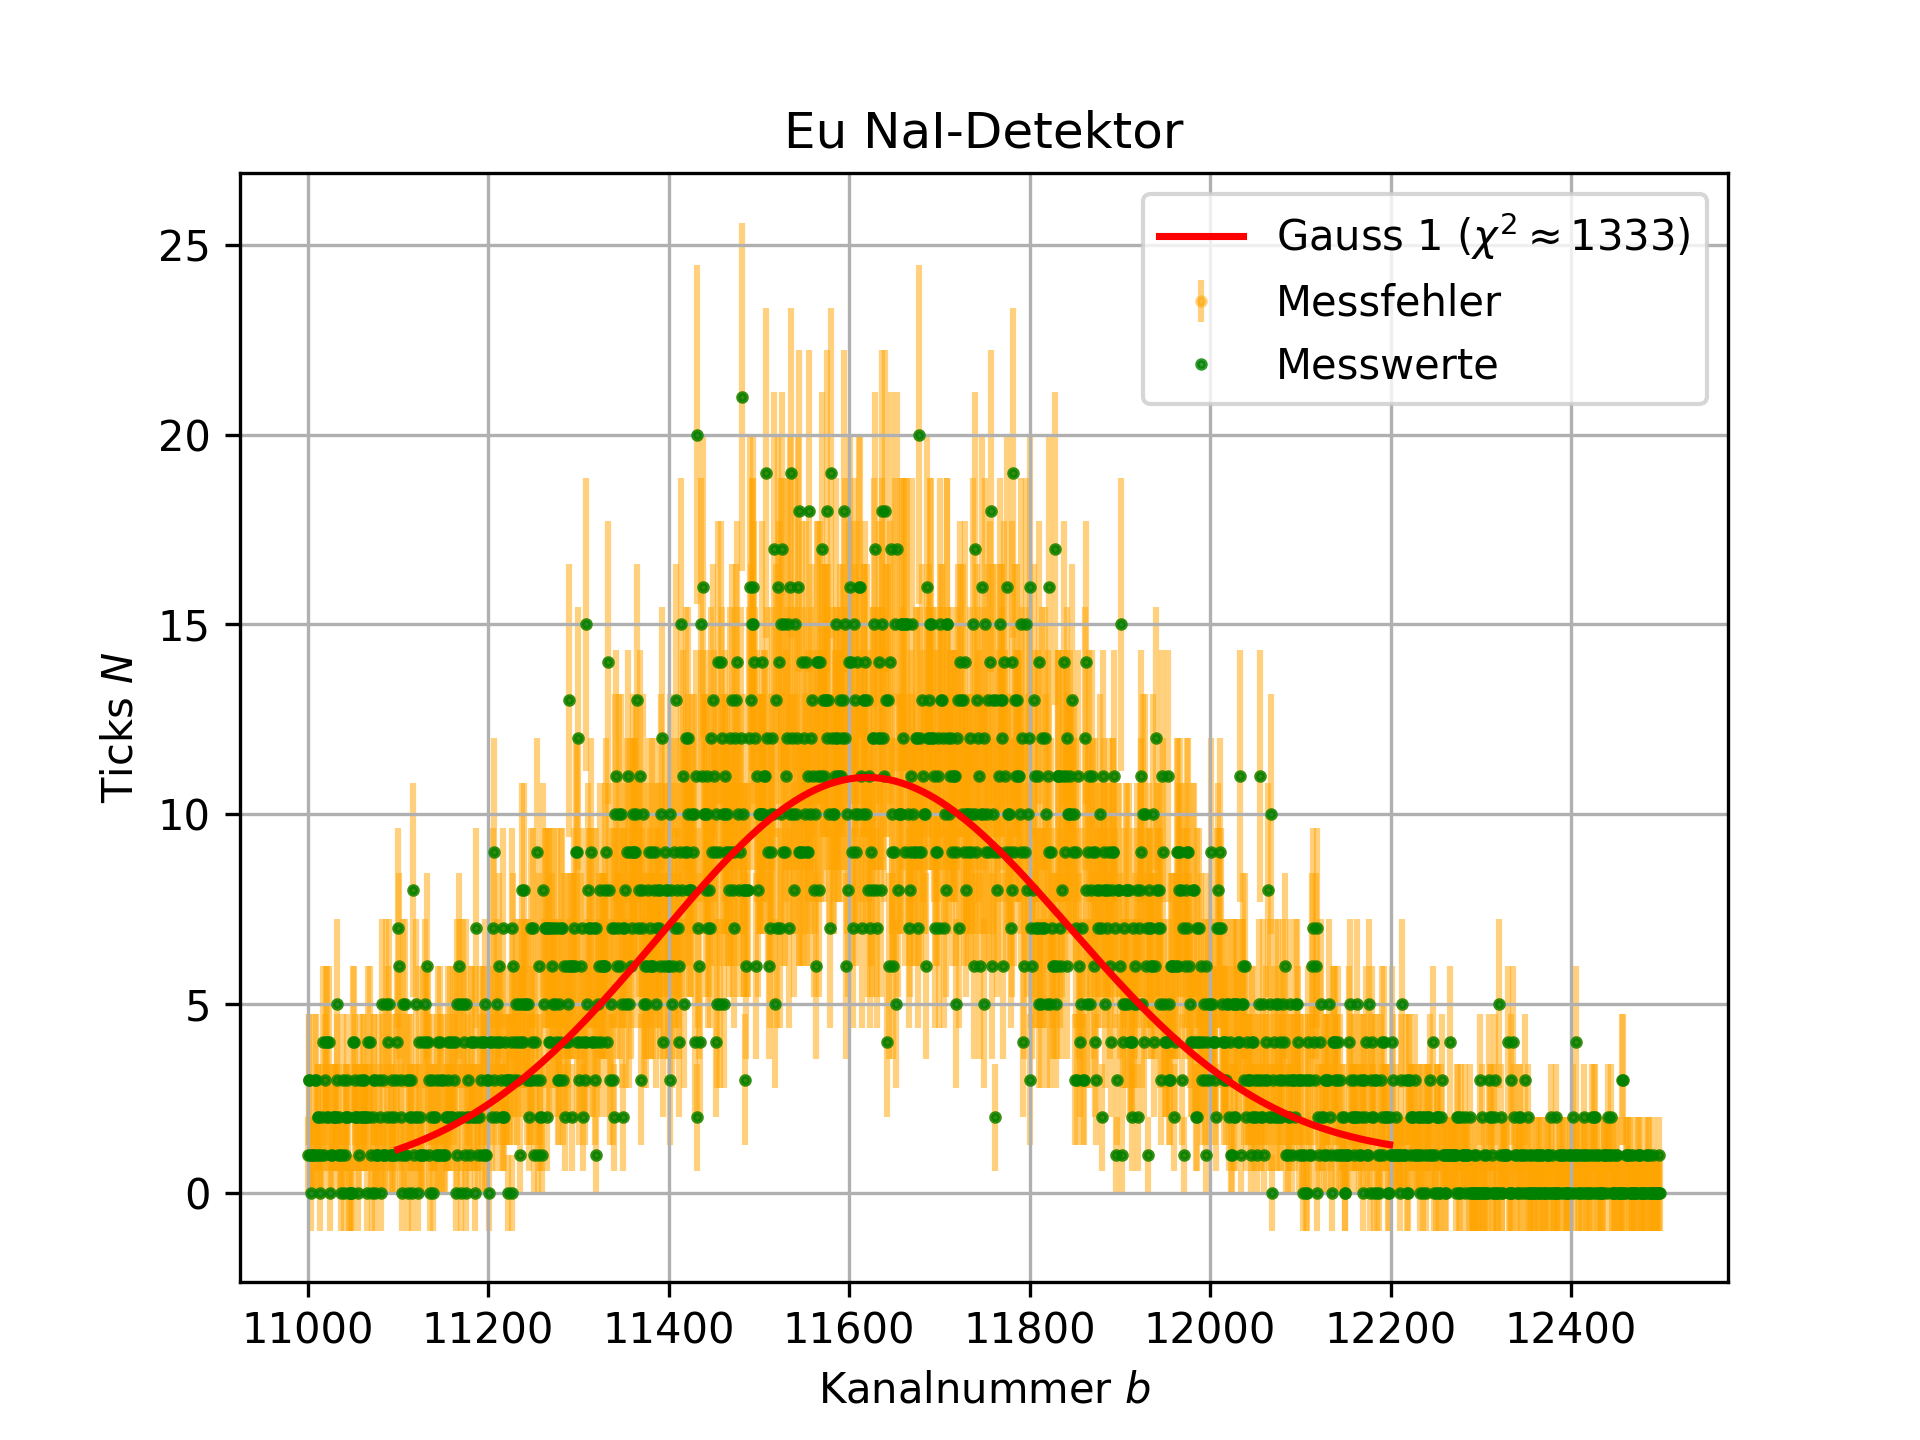 Eu NaI-Detektor
Gauss 1 (χ² ≈ 1333)
Messfehler
Messwerte
Ticks N
25
20
15
10
5
0
11000 11200 11400 11600 11800 12000 12200 12400
Kanalnummer b